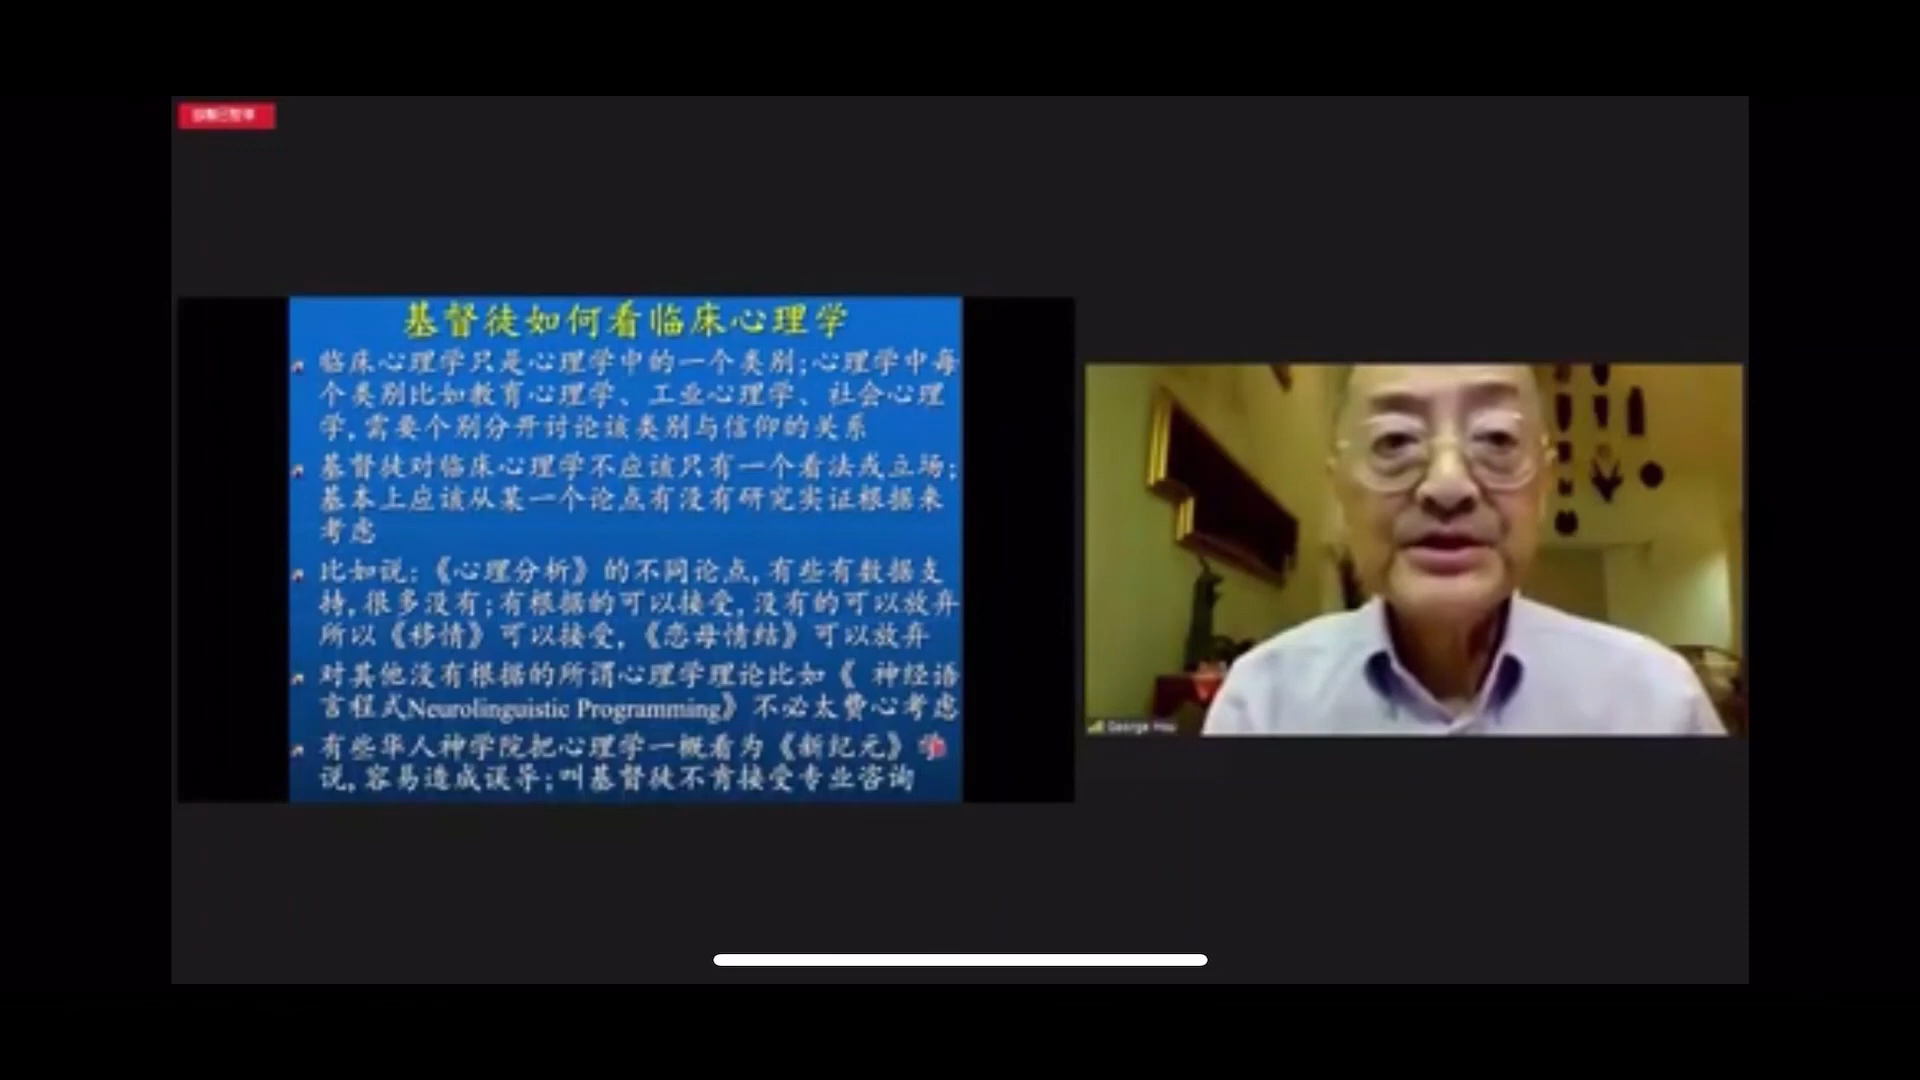 基督徒如何看临床心理学
临床心理学只是心理学中的一个类别;心理学中每
个类别比如教育心理学、工业心理学、社会心理
学,需要个别分开讨论该类别与信仰的关系
基督徒对临床心理学不应该只有一个看法或立场;
基本上应该从某一个论点有没有研究实证根据来
考虑
比如说:《心理分析》的不同论点,有些有数据支
持,很多没有;有根据的可以接受,没有的可以放弃
所以《移情》可以接受,《恋母情结》可以放弃
对其他没有根据的所谓心理学理论比如《 神经语
言程式Neurolinguistic Programming》不必太费心考虑
有些华人神学院把心理学一概看为《新纪元》学
说,容易造成误导;叫基督徒不肯接受专业咨询
George